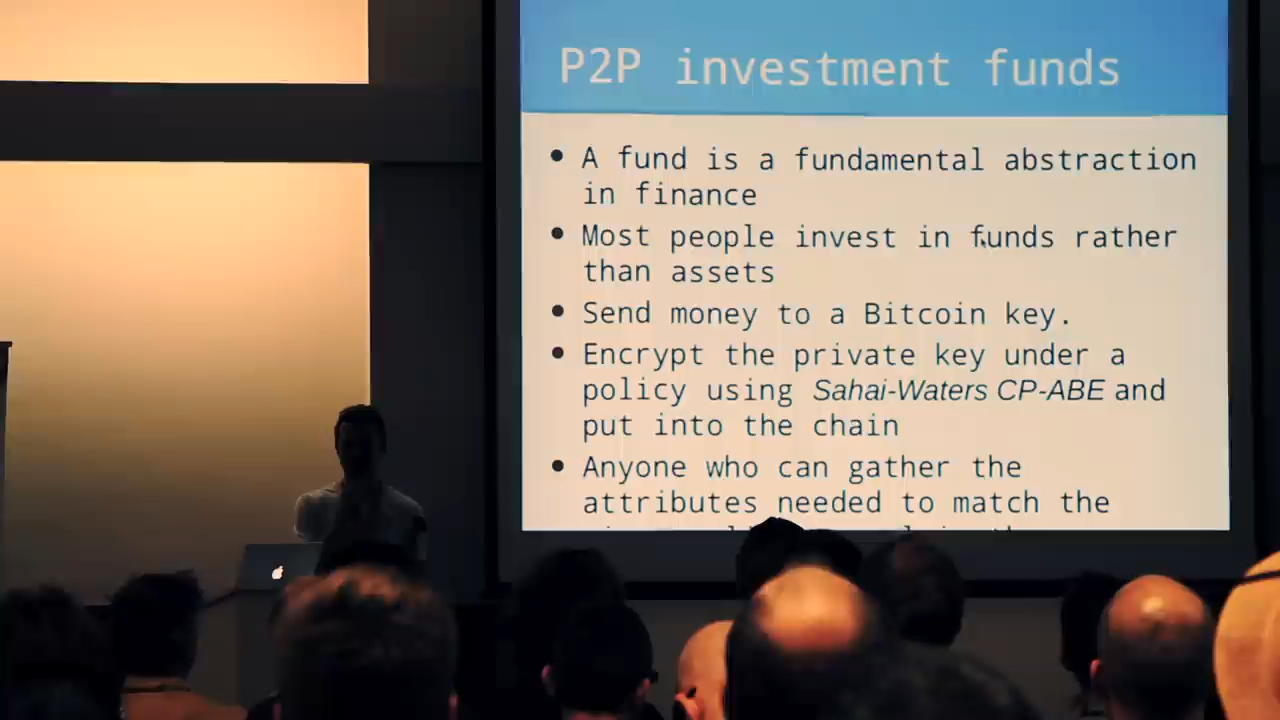 P2P investment funds
• A fund is a fundamental abstraction
in finance
• Most people invest in funds rather
than assets
• Send money to a Bitcoin key.
• Encrypt the private key under a
policy using Sahai-Waters CP-ABE and
put into the chain
• Anyone who can gather the
attributes needed to match the